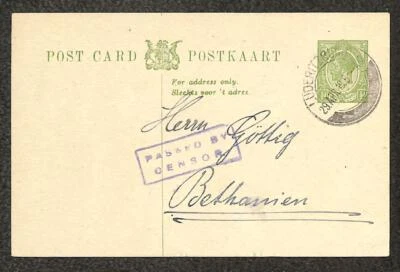 POST CARD POSTKAART
For address only.
Slechts voor 't adres.
Herrn Göttig
PASSED BY
CENSOR
Bethanien